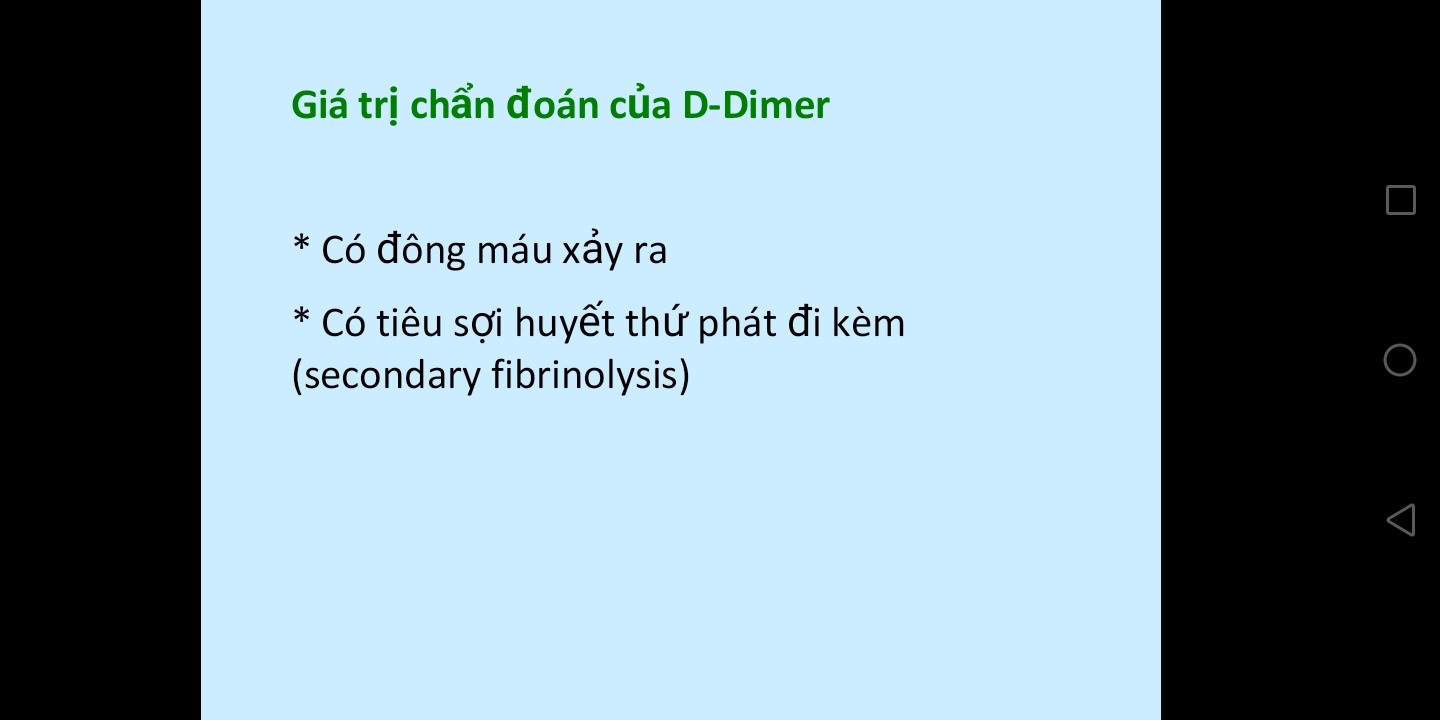 Giá trị chẩn đoán của D-Dimer
* Có đông máu xảy ra
* Có tiêu sợi huyết thứ phát đi kèm
(secondary fibrinolysis)